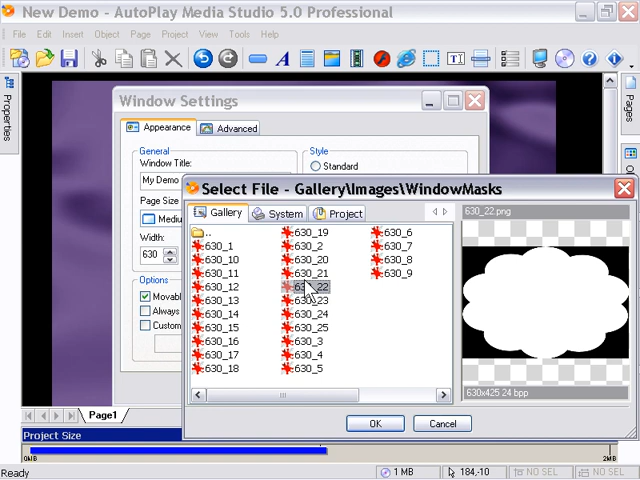 New Demo - AutoPlay Media Studio 5.0 Professional
File Edit Insert Object Page Project View Tools Help
Properties
Pages
Window Settings
Appearance Advanced
General
Window Title:
My Demo
Page Size
Mediu
Width:
630
Style
Standard
Options
Movabl
Always
Custom
Select File - Gallery\Images\WindowMasks
Gallery System Project
..
630_1
630_10
630_11
630_12
630_13
630_14
630_15
630_16
630_17
630_18
630_19
630_2
630_20
630_21
630_22
630_23
630_24
630_25
630_3
630_4
630_5
630_6
630_7
630_8
630_9
630_22.png
630x425 24 bpp
OK Cancel
Page1
Project Size
0MB 2MB
Ready 1 MB 184,-10 NO SEL NO SEL